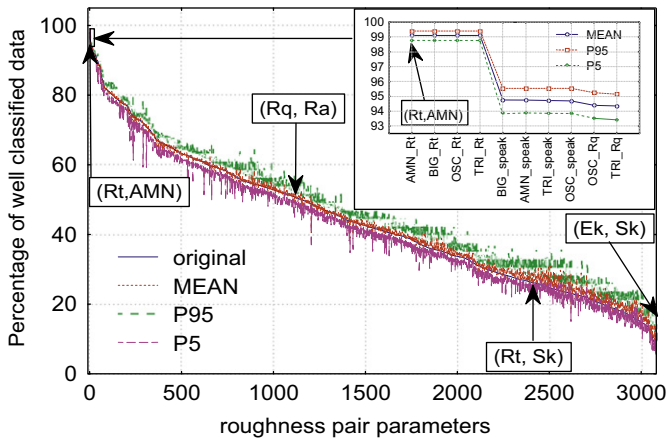 Percentage of well classified data
100
80
60
40
20
0
0
500
1000
1500
2000
2500
3000
roughness pair parameters
(Rt,AMN)
(Rq, Ra)
(Rt, Sk)
(Ek, Sk)
original
MEAN
P95
P5
100
99
98
97
96
95
94
93
(Rt,AMN)
MEAN
P95
P5
AMN_Rt
BIG_Rt
OSC_Rt
TRI_Rt
BIG_speak
AMN_speak
TRI_speak
OSC_speak
OSC_Rq
TRI_Rq